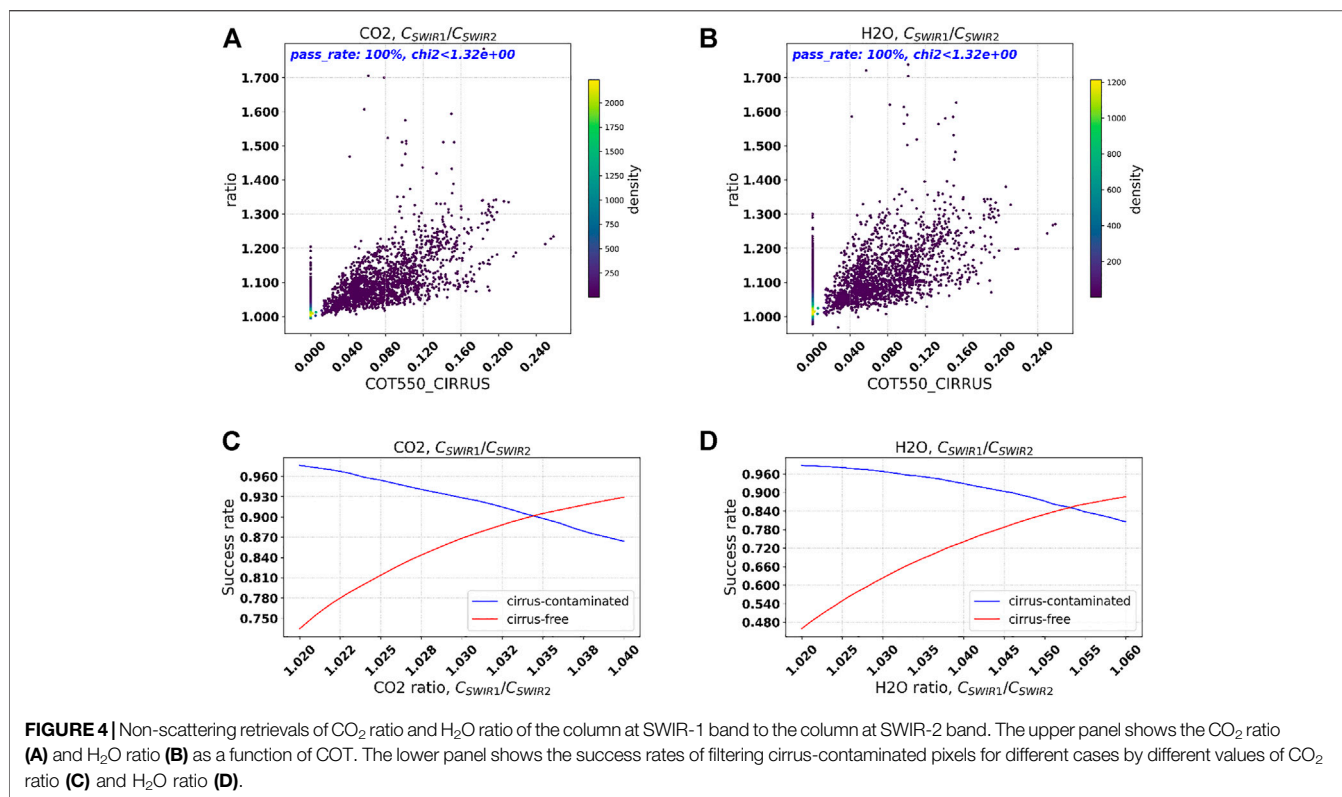 A
CO2, C_SWIR1/C_SWIR2
pass_rate: 100%, chi2<1.32e+00
ratio
1.700
1.600
1.500
1.400
1.300
1.200
1.100
1.000
0.000
0.040
0.080
0.120
0.160
0.200
0.240
COT550_CIRRUS
2000
1750
1500
1250
1000
750
500
250
density
B
H2O, C_SWIR1/C_SWIR2
pass_rate: 100%, chi2<1.32e+00
ratio
1.700
1.600
1.500
1.400
1.300
1.200
1.100
1.000
0.000
0.040
0.080
0.120
0.160
0.200
0.240
COT550_CIRRUS
1200
1000
800
600
400
200
density
C
CO2, C_SWIR1/C_SWIR2
Success rate
0.960
0.930
0.900
0.870
0.840
0.810
0.780
0.750
cirrus-contaminated
cirrus-free
1.020
1.022
1.025
1.028
1.030
1.032
1.035
1.038
1.040
CO2 ratio, C_SWIR1/C_SWIR2
D
H2O, C_SWIR1/C_SWIR2
Success rate
0.960
0.900
0.840
0.780
0.720
0.660
0.600
0.540
0.480
cirrus-contaminated
cirrus-free
1.020
1.025
1.030
1.035
1.040
1.045
1.050
1.055
1.060
H2O ratio, C_SWIR1/C_SWIR2
FIGURE 4 | Non-scattering retrievals of CO₂ ratio and H₂O ratio of the column at SWIR-1 band to the column at SWIR-2 band. The upper panel shows the CO₂ ratio
(A) and H₂O ratio (B) as a function of COT. The lower panel shows the success rates of filtering cirrus-contaminated pixels for different cases by different values of CO₂
ratio (C) and H₂O ratio (D).